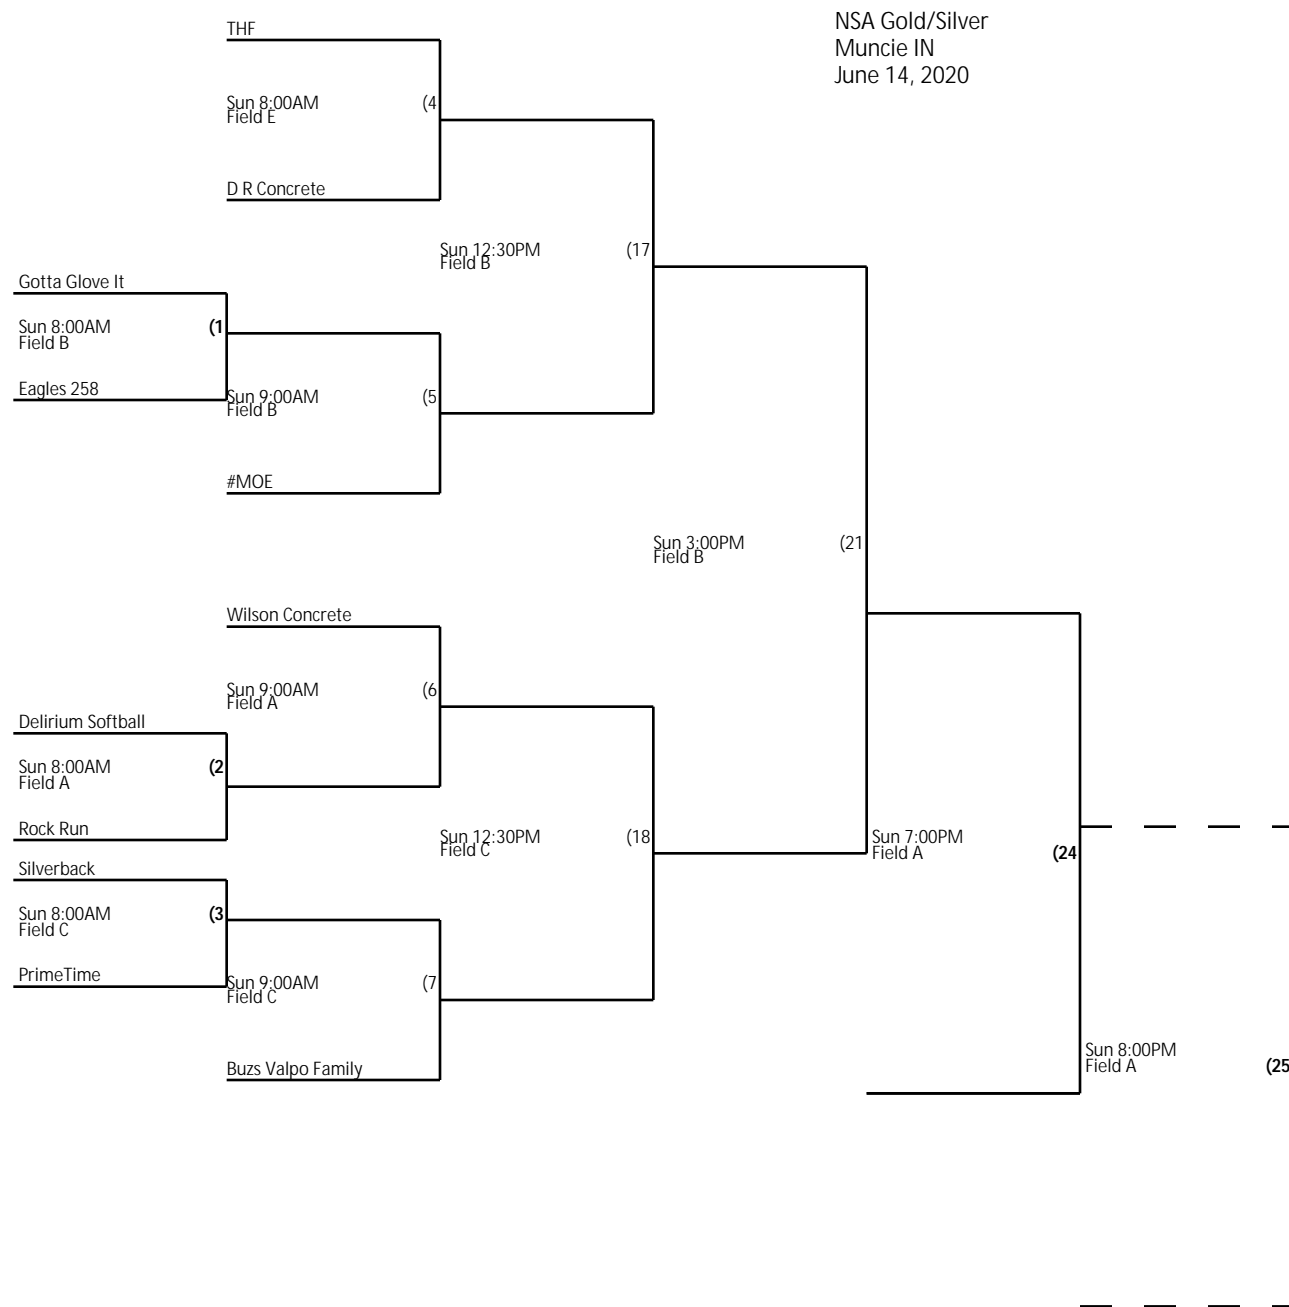 NSA Gold/Silver
Muncie IN
June 14, 2020
THF
Sun 8:00AM
Field E
(4
D R Concrete
Sun 12:30PM
Field B
(17
Gotta Glove It
Sun 8:00AM
Field B
(1
Eagles 258
Sun 9:00AM
Field B
(5
#MOE
Sun 3:00PM
Field B
(21
Wilson Concrete
Sun 9:00AM
Field A
(6
Delirium Softball
Sun 8:00AM
Field A
(2
Rock Run
Sun 12:30PM
Field C
(18
Sun 7:00PM
Field A
(24
Silverback
Sun 8:00AM
Field C
(3
PrimeTime
Sun 9:00AM
Field C
(7
Buzs Valpo Family
Sun 8:00PM
Field A
(25